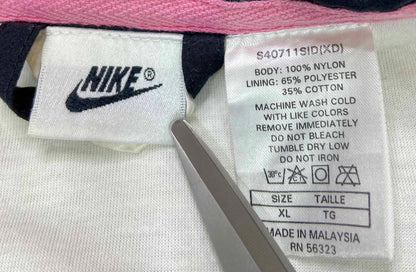 NIKE®
S40711SID(XD)
BODY: 100% NYLON
LINING: 65% POLYESTER
35% COTTON
MACHINE WASH COLD
WITH LIKE COLORS
REMOVE IMMEDIATELY
DO NOT BLEACH
TUMBLE DRY LOW
DO NOT IRON
30°C
SIZE TAILLE
XL TG
MADE IN MALAYSIA
RN 56323